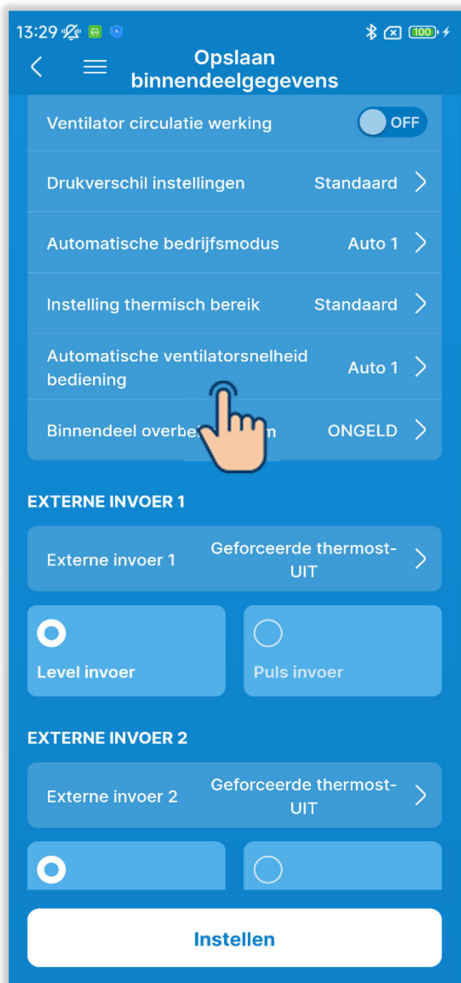 13:29
100
Opslaan
binnendeelgegevens
Ventilator circulatie werking OFF
Drukverschil instellingen Standaard
Automatische bedrijfsmodus Auto 1
Instelling thermisch bereik Standaard
Automatische ventilatorsnelheid
bediening Auto 1
Binnendeel ONGELD
EXTERNE INVOER 1
Externe invoer 1 Geforceerde thermost-
UIT
Level invoer Puls invoer
EXTERNE INVOER 2
Externe invoer 2 Geforceerde thermost-
UIT
Instellen